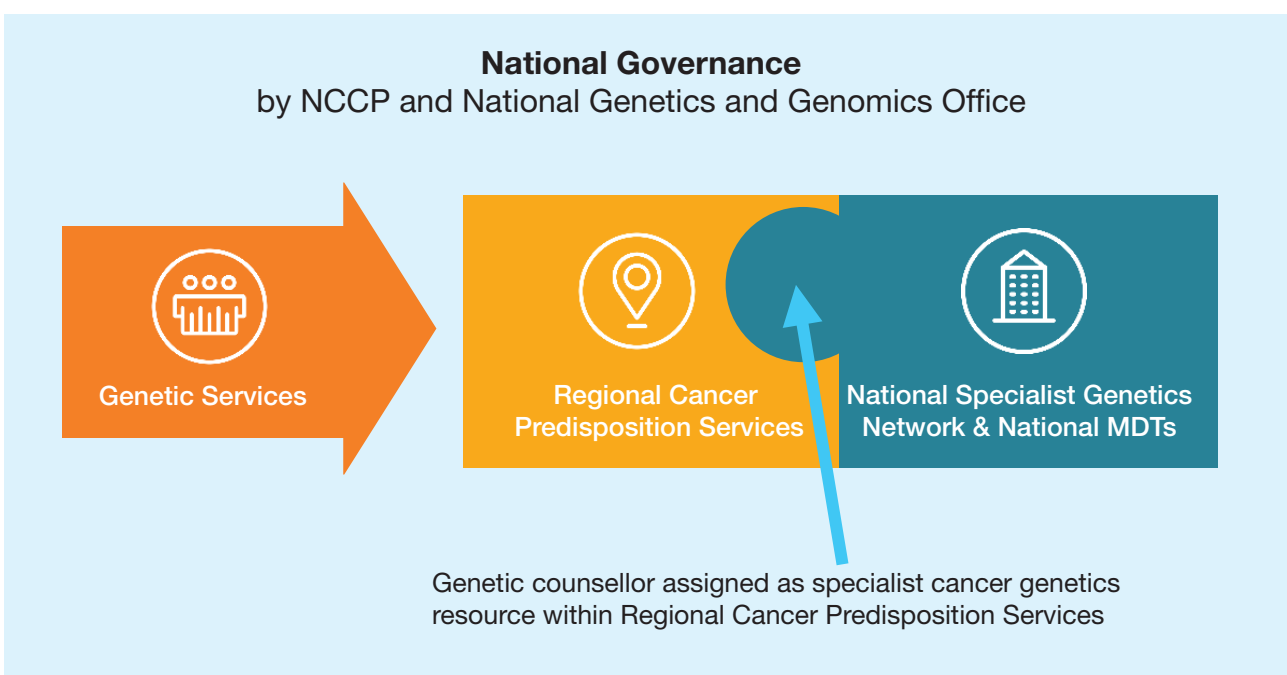 National Governance
by NCCP and National Genetics and Genomics Office
Genetic Services
Regional Cancer
Predisposition Services
National Specialist Genetics
Network & National MDTs
Genetic counsellor assigned as specialist cancer genetics
resource within Regional Cancer Predisposition Services